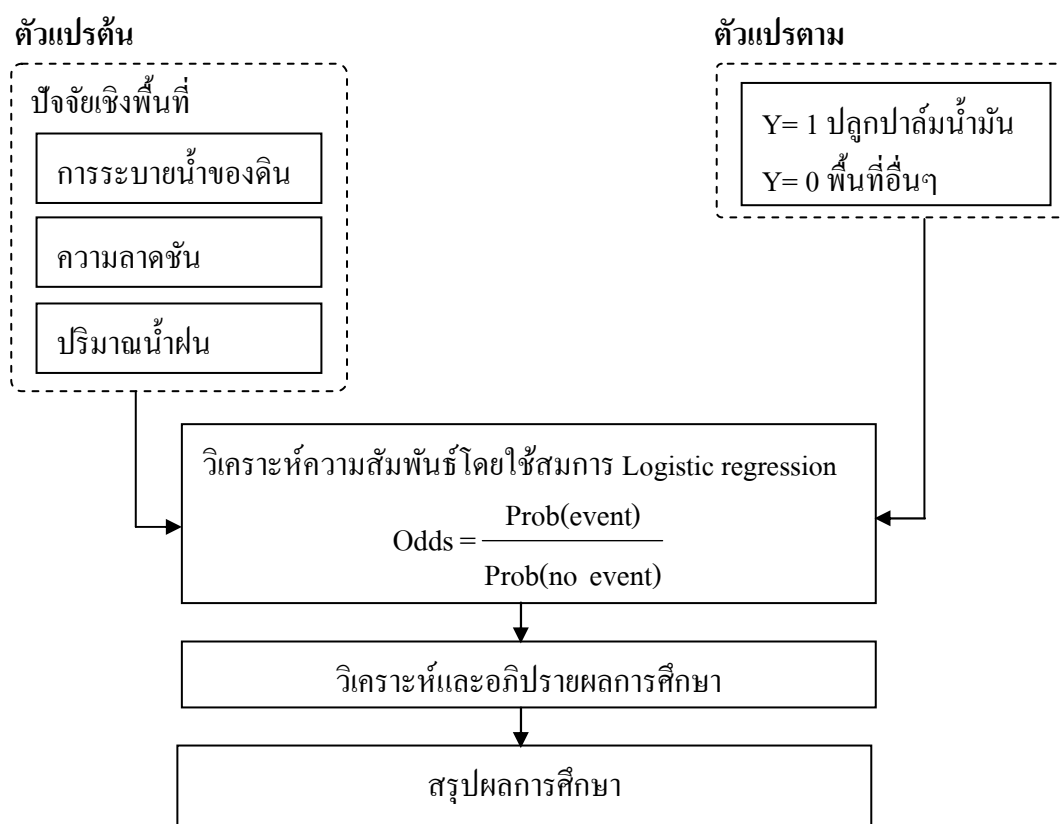 ตัวแปรต้น
ปัจจัยเชิงพื้นที่
การระบายน้ำของดิน
ความลาดชัน
ปริมาณน้ำฝน
ตัวแปรตาม
Y= 1 ปลูกปาล์มน้ำมัน
Y= 0 พื้นที่อื่นๆ
วิเคราะห์ความสัมพันธ์โดยใช้สมการ Logistic regression
Odds = Prob(event)
Prob(no event)
วิเคราะห์และอภิปรายผลการศึกษา
สรุปผลการศึกษา